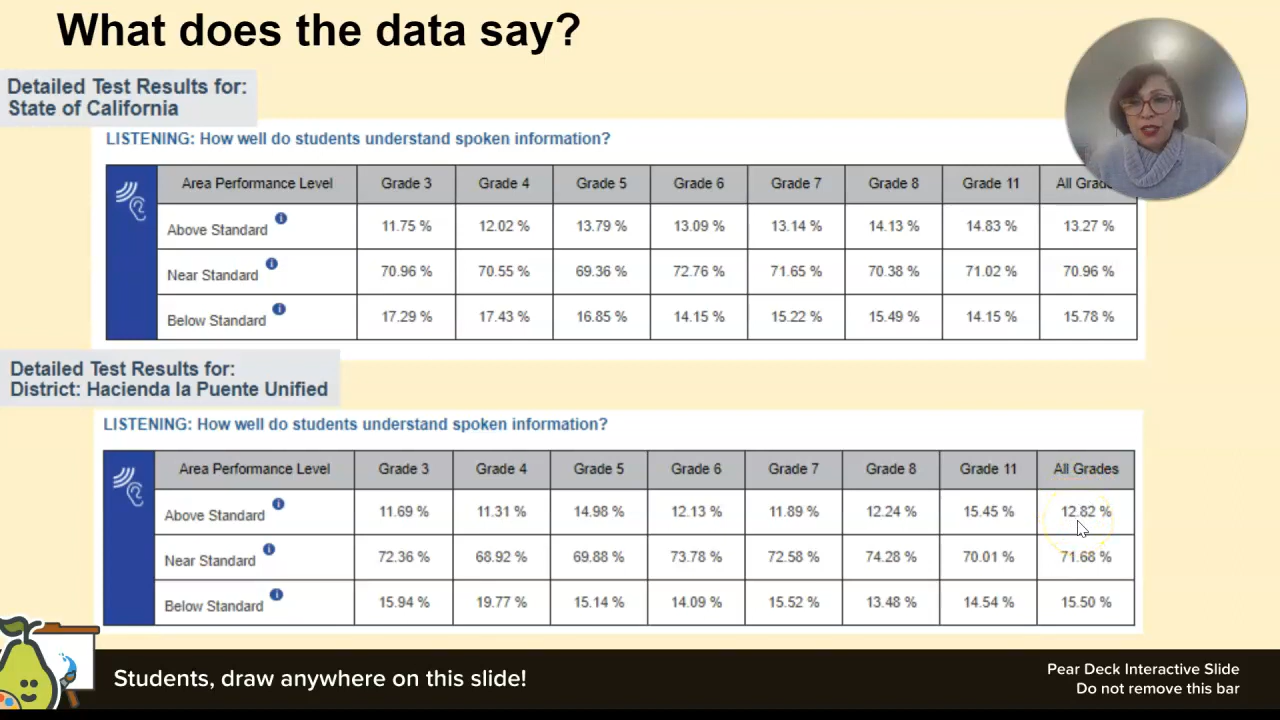 What does the data say?
Detailed Test Results for:
State of California
LISTENING: How well do students understand spoken information?
Area Performance Level Grade 3 Grade 4 Grade 5 Grade 6 Grade 7 Grade 8 Grade 11 All Grades
Above Standard 11.75 % 12.02 % 13.79 % 13.09 % 13.14 % 14.13 % 14.83 % 13.27 %
Near Standard 70.96 % 70.55 % 69.36 % 72.76 % 71.65 % 70.38 % 71.02 % 70.96 %
Below Standard 17.29 % 17.43 % 16.85 % 14.15 % 15.22 % 15.49 % 14.15 % 15.78 %
Detailed Test Results for:
District: Hacienda la Puente Unified
LISTENING: How well do students understand spoken information?
Area Performance Level Grade 3 Grade 4 Grade 5 Grade 6 Grade 7 Grade 8 Grade 11 All Grades
Above Standard 11.69 % 11.31 % 14.98 % 12.13 % 11.89 % 12.24 % 15.45 % 12.82 %
Near Standard 72.36 % 68.92 % 69.88 % 73.78 % 72.58 % 74.28 % 70.01 % 71.68 %
Below Standard 15.94 % 19.77 % 15.14 % 14.09 % 15.52 % 13.48 % 14.54 % 15.50 %
Students, draw anywhere on this slide!
Pear Deck Interactive Slide
Do not remove this bar